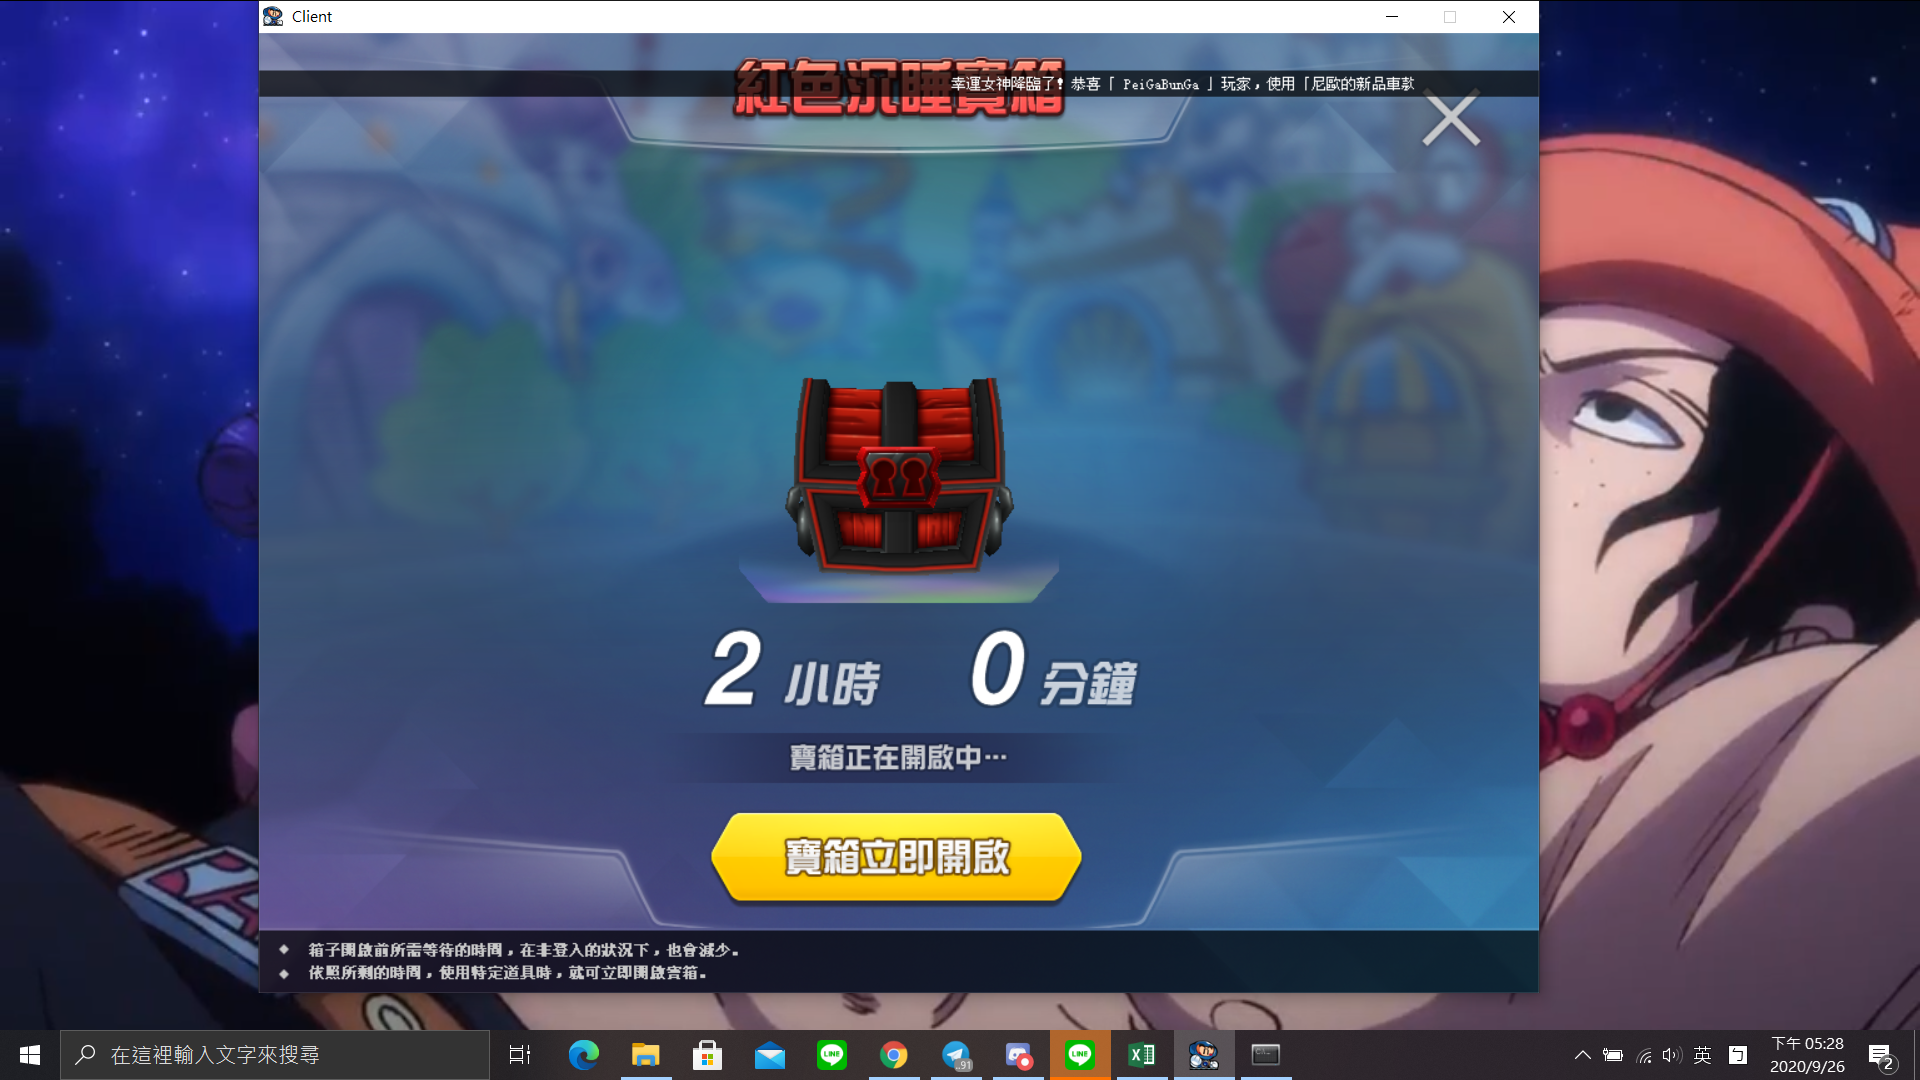 Client
紅色沉睡寶箱
幸運女神降臨了! 恭喜「 PeiGaBunGa 」玩家,使用「尼歐的新品車款
2 小時 0 分鐘
寶箱正在開啟中…
寶箱立即開啟
◆ 箱子開啟前所需等待的時間,在非登入的狀況下,也會減少。
◆ 依照所剩的時間,使用特定道具時,就可立即開啟寶箱。
在這裡輸入文字來搜尋
LINE
91
LINE
英
下午 05:28
2020/9/26
2